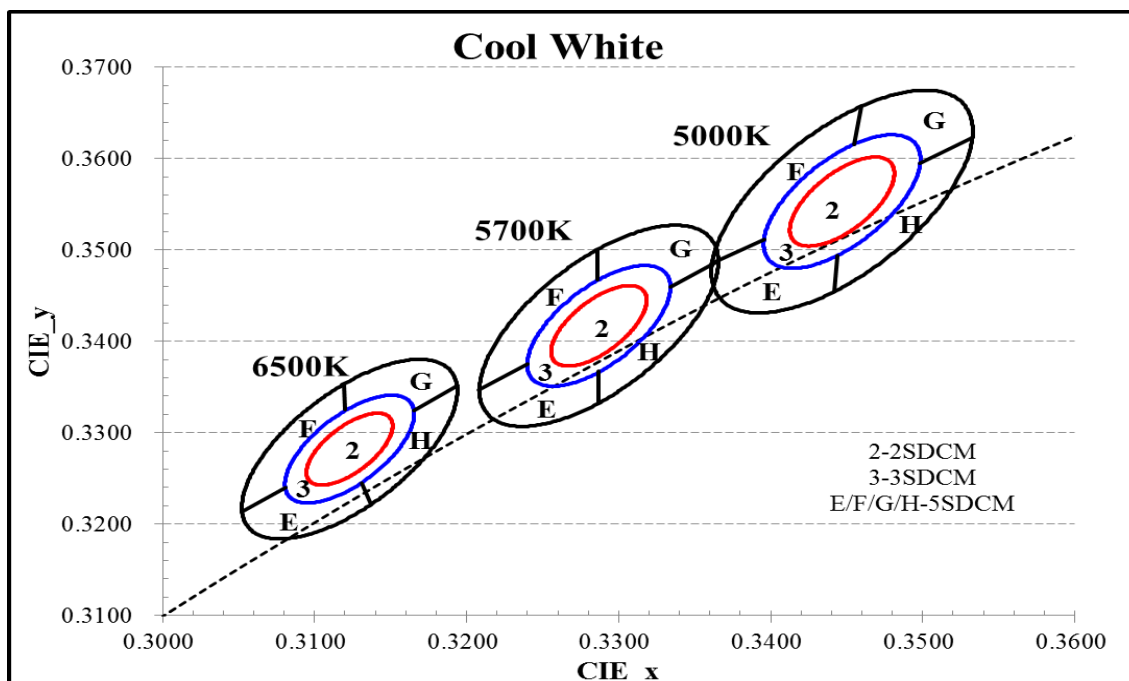 Cool White
0.3700
0.3600
0.3500
0.3400
0.3300
0.3200
0.3100
CIE_y
5000K
G
F
2
H
3
E
5700K
G
F
2
H
3
E
6500K
G
F
H
2
3
E
2-2SDCM
3-3SDCM
E/F/G/H-5SDCM
0.3000 0.3100 0.3200 0.3300 0.3400 0.3500 0.3600
CIE_x